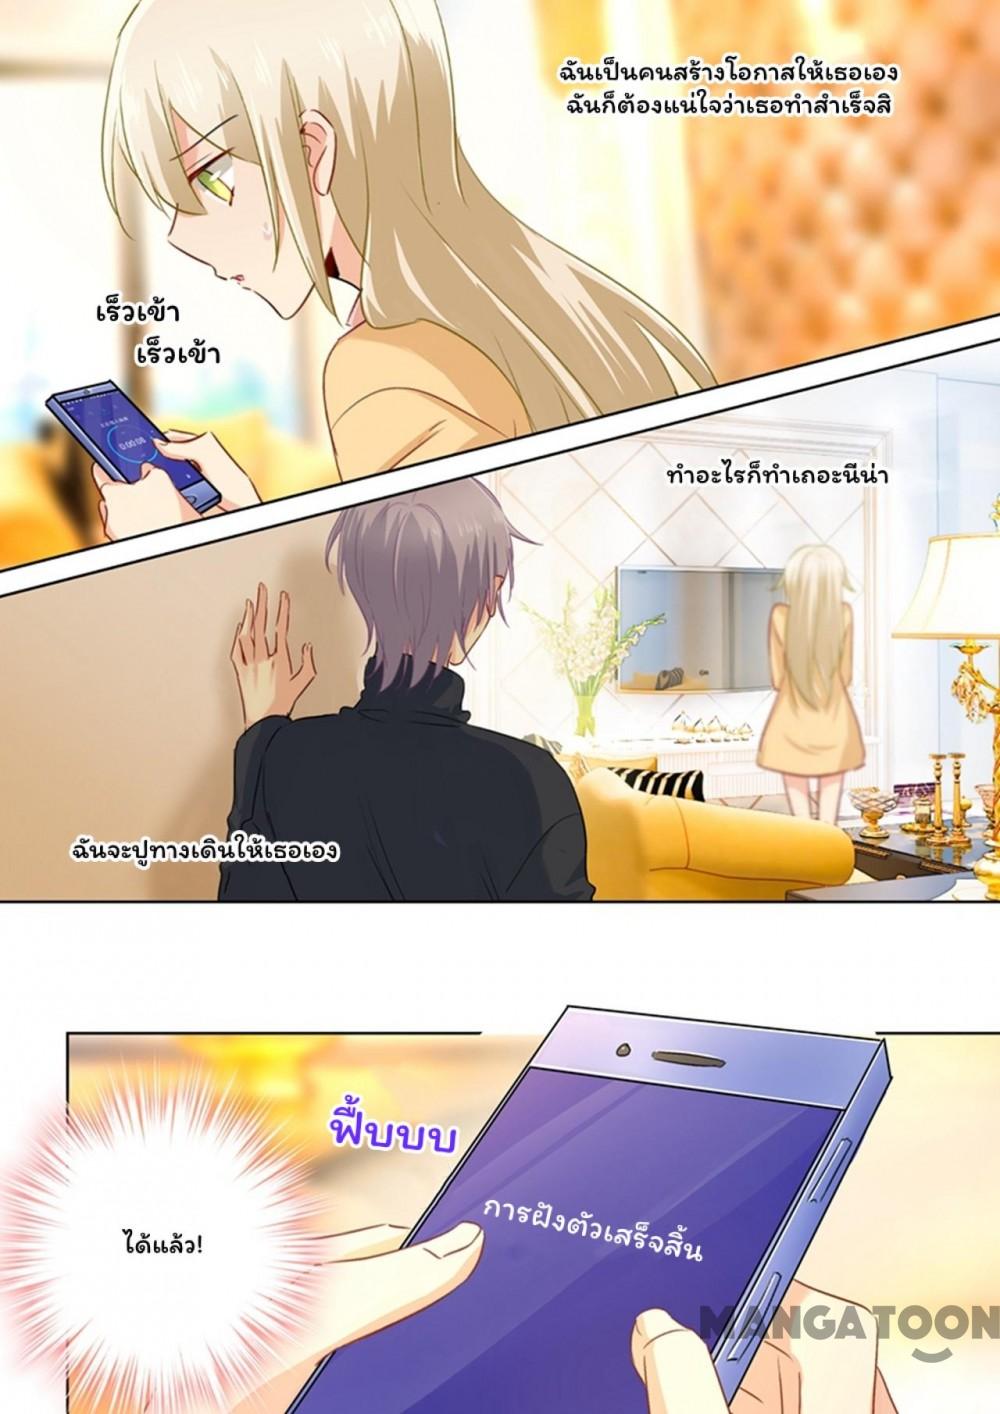 ฉันเป็นคนสร้างโอกาสให้เธอเอง
ฉันก็ต้องแน่ใจว่าเธอทำสำเร็จสิ
เร็วเข้า
เร็วเข้า
0:00:08
ทำอะไรก็ทำเถอะนีน่า
ฉันจะปูทางเดินให้เธอเอง
ฟื้บบบ
การฝังตัวเสร็จสิ้น
ได้แล้ว!
MANGATOON